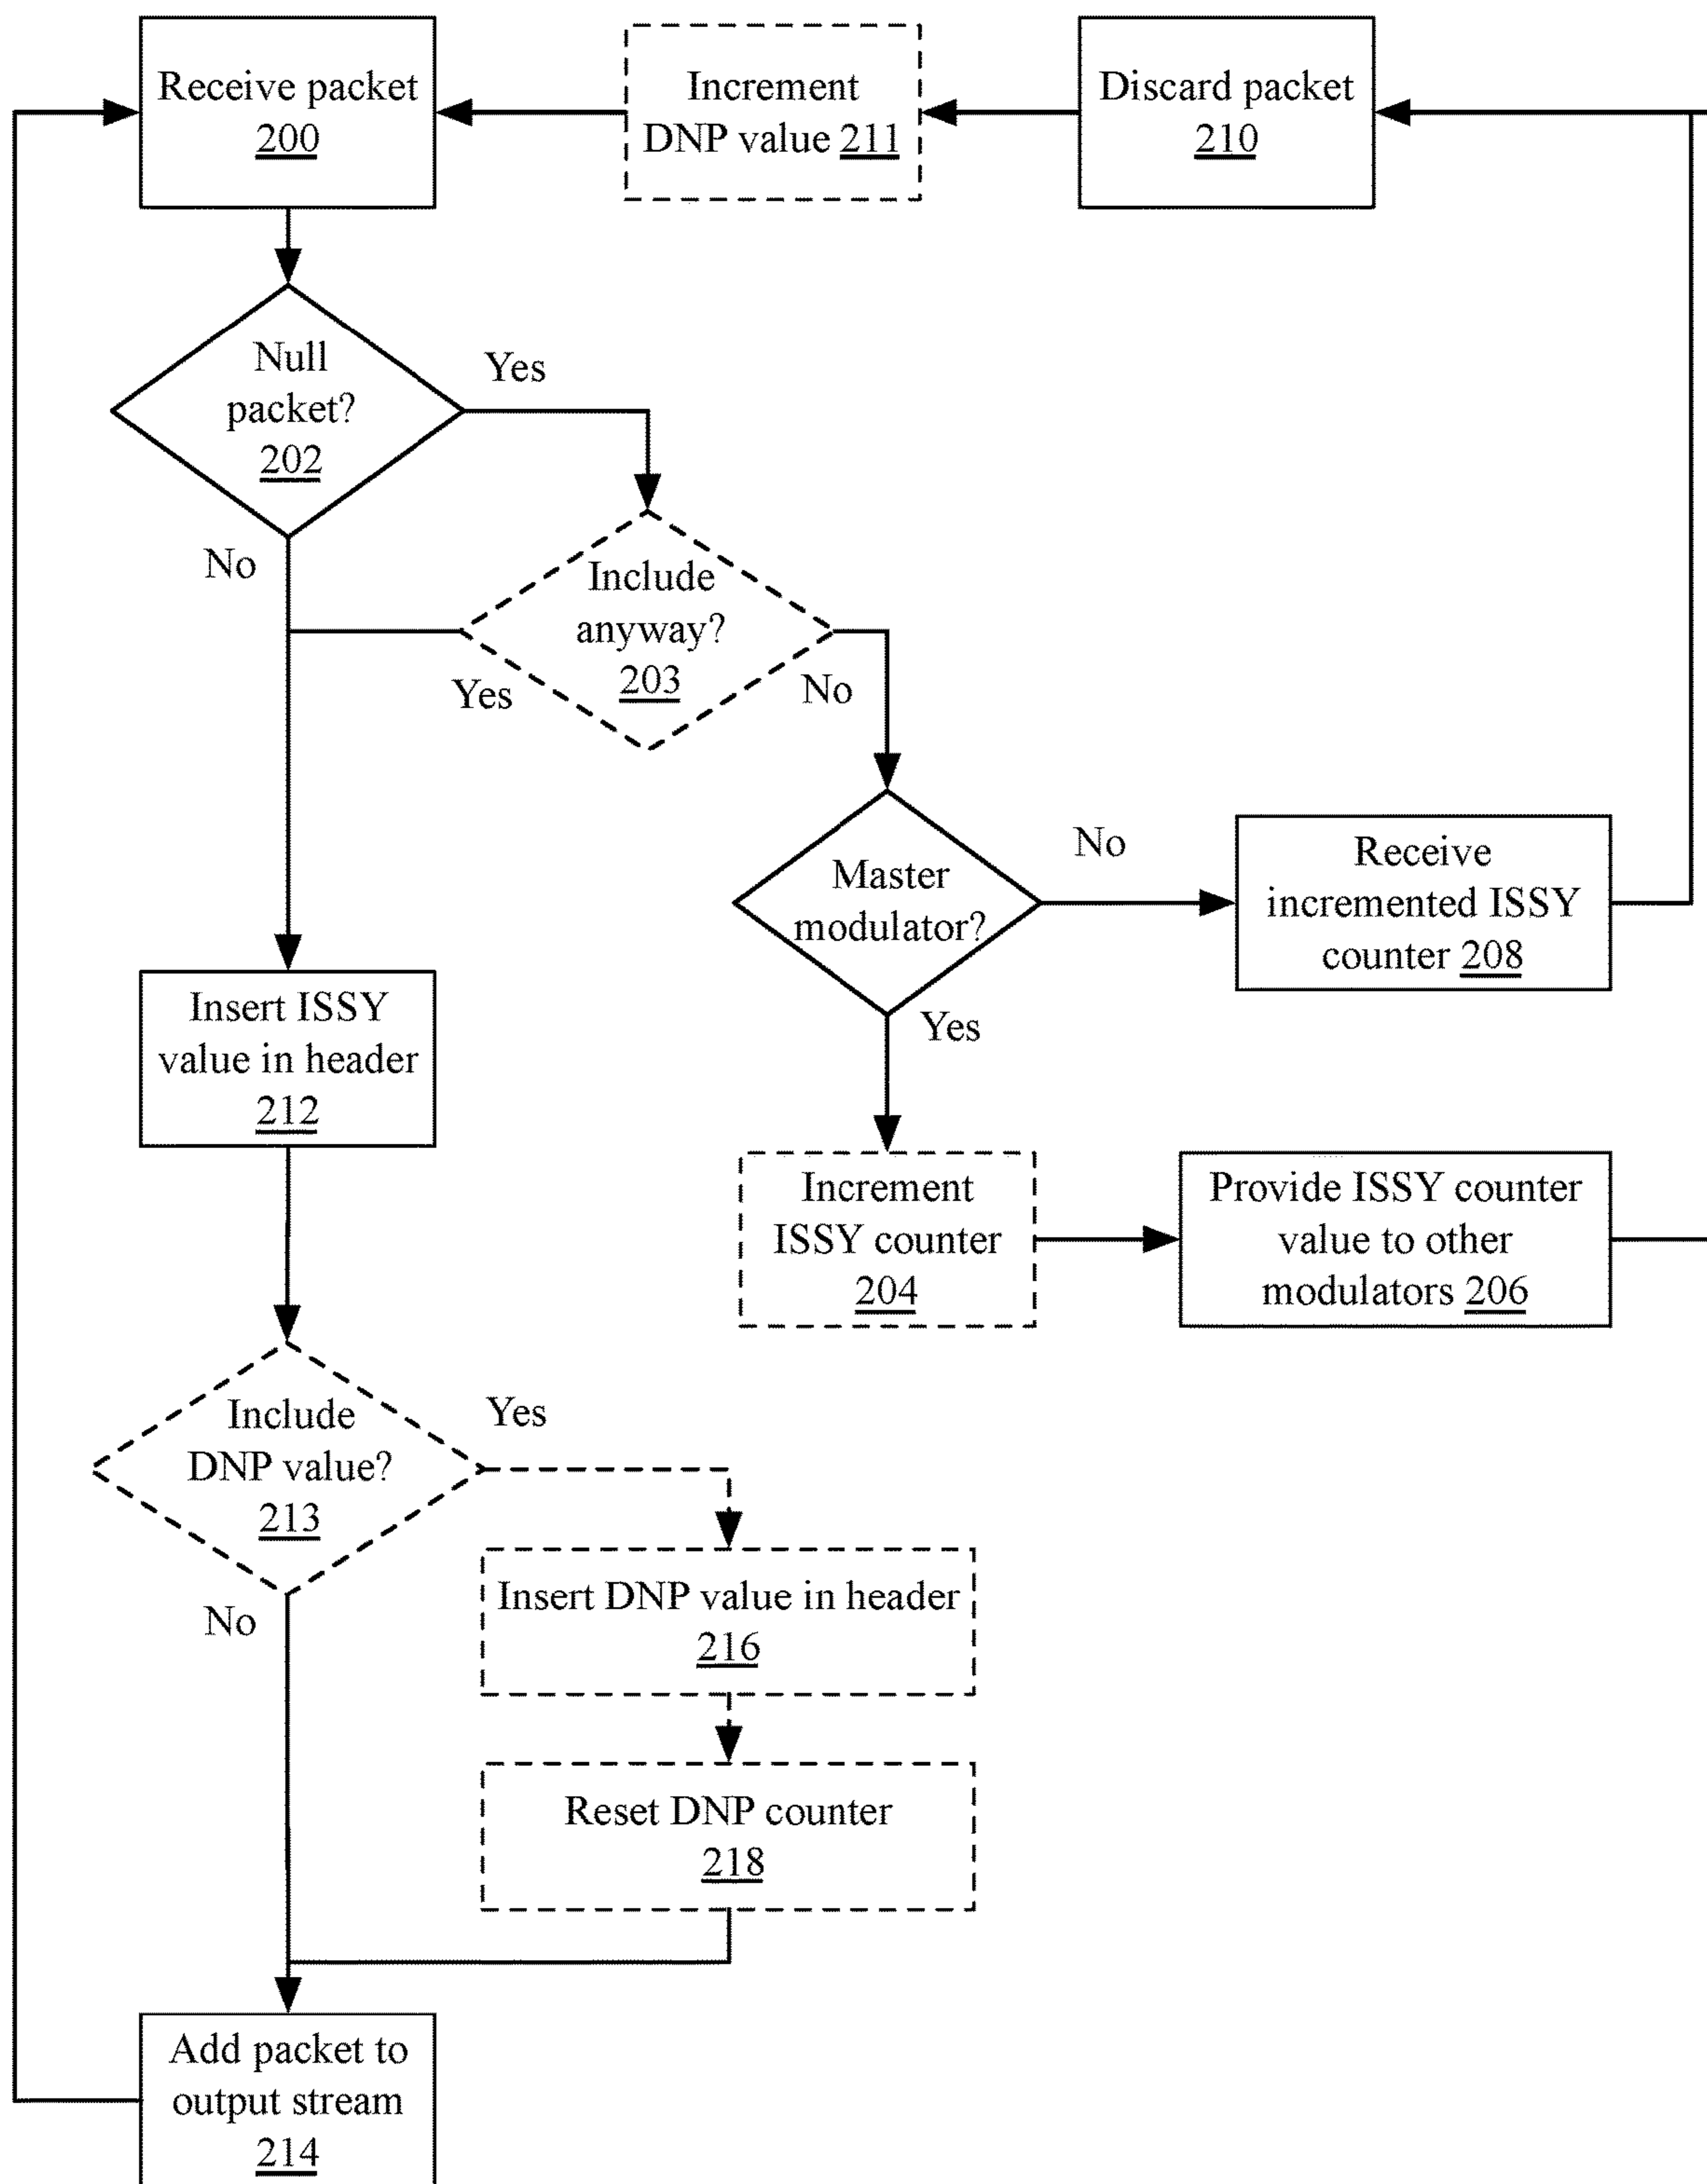 Receive packet
200
Increment
DNP value 211
Discard packet
210
Null
packet?
202
Yes
No
Include
anyway?
203
Yes
No
Master
modulator?
No
Yes
Receive
incremented ISSY
counter 208
Insert ISSY
value in header
212
Increment
ISSY counter
204
Provide ISSY counter
value to other
modulators 206
Include
DNP value?
213
Yes
No
Insert DNP value in header
216
Reset DNP counter
218
Add packet to
output stream
214